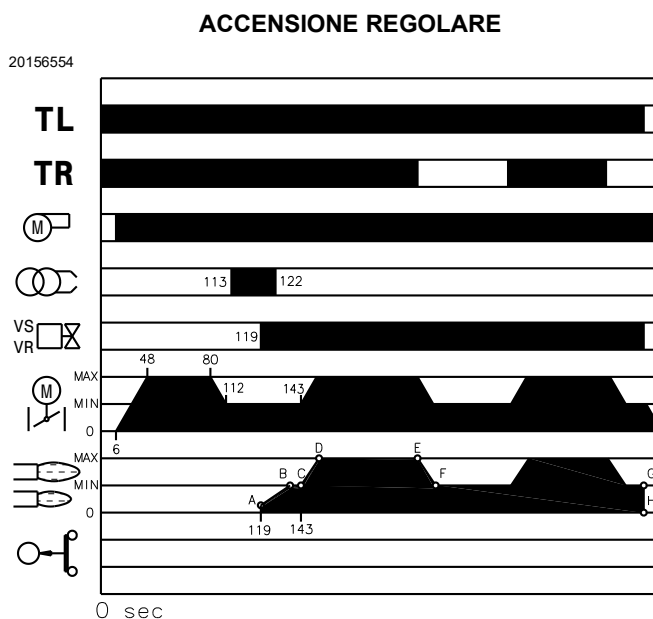 ACCENSIONE REGOLARE
20156554
TL
TR
M
113 122
VS
VR
119
48 80
MAX
112 143
M
MIN
0
6
MAX
D E
MIN
B C F G
A
0
H
119 143
0 sec